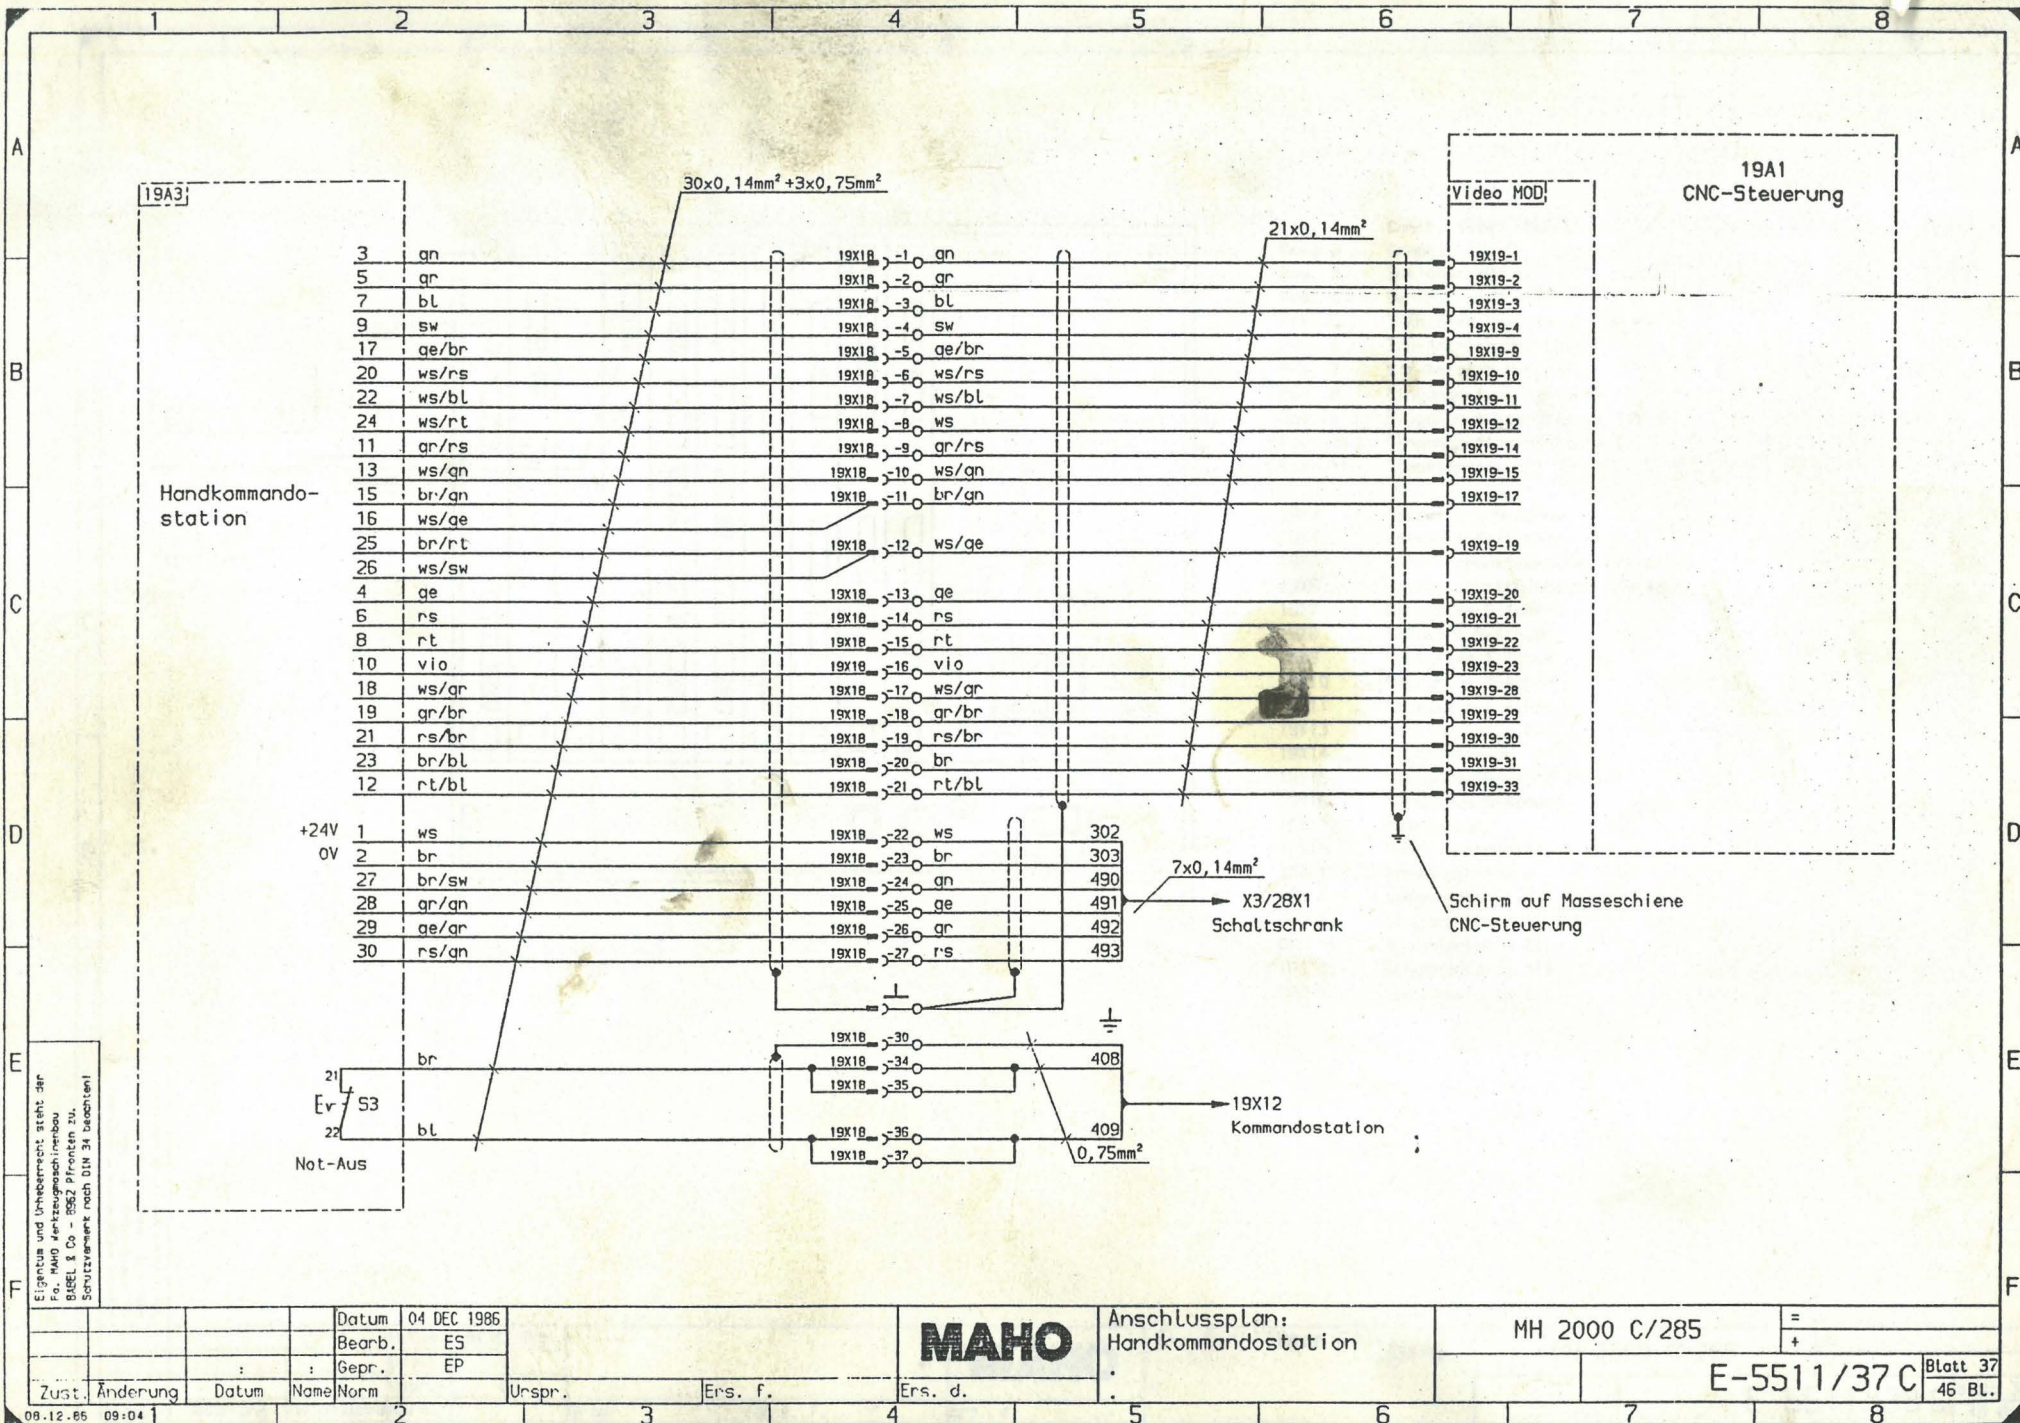 1 2 3 4 5 6 7 8
A A
19A3
30x0,14mm²+3x0,75mm²
19A1
CNC-Steuerung
Video MOD
21x0,14mm²
3 gn 19X18 -1 gn 19X19-1
5 gr 19X18 -2 gr 19X19-2
7 bl 19X18 -3 bl 19X19-3
9 sw 19X18 -4 sw 19X19-4
17 ge/br 19X18 -5 ge/br 19X19-9
B B
20 ws/rs 19X18 -6 ws/rs 19X19-10
22 ws/bl 19X18 -7 ws/bl 19X19-11
24 ws/rt 19X18 -8 ws 19X19-12
11 gr/rs 19X18 -9 gr/rs 19X19-14
13 ws/gn 19X18 -10 ws/gn 19X19-15
15 br/gn 19X18 -11 br/gn 19X19-17
Handkommando-
station
16 ws/ge
25 br/rt 19X18 -12 ws/ge 19X19-19
26 ws/sw
4 ge 19X18 -13 ge 19X19-20
C C
6 rs 19X18 -14 rs 19X19-21
8 rt 19X18 -15 rt 19X19-22
10 vio 19X18 -16 vio 19X19-23
18 ws/gr 19X18 -17 ws/gr 19X19-28
19 gr/br 19X18 -18 gr/br 19X19-29
21 rs/br 19X18 -19 rs/br 19X19-30
23 br/bl 19X18 -20 br 19X19-31
12 rt/bl 19X18 -21 rt/bl 19X19-33
D D
+24V 1 ws 19X18 -22 ws 302
0V 2 br 19X18 -23 br 303
27 br/sw 19X18 -24 gn 490
28 gr/gn 19X18 -25 ge 491
29 ge/gr 19X18 -26 gr 492
30 rs/gn 19X18 -27 rs 493
7x0,14mm²
X3/28X1
Schaltschrank
Schirm auf Masseschiene
CNC-Steuerung
19X18 -30
E E
br 19X18 -34 408
21 19X18 -35
S3
19X12
Kommandostation
22 bl 19X18 -36 409
19X18 -37 0,75mm²
Not-Aus
Eigentum und Urheberrecht steht der
Fa. MAHO Werkzeugmaschinenbau
BABEL & Co - 8962 Pfronten zu.
Schutzvermerk nach DIN 34 beachten!
F F
Datum 04 DEC 1986
Bearb. ES
: : Gepr. EP
Zust. Änderung Datum Name Norm
Urspr. Ers. f. Ers. d.
MAHO
Anschlussplan:
Handkommandostation
MH 2000 C/285
=
+
E-5511/37 C
Blatt 37
46 Bl.
09:04
1 2 3 4 5 6 7 8